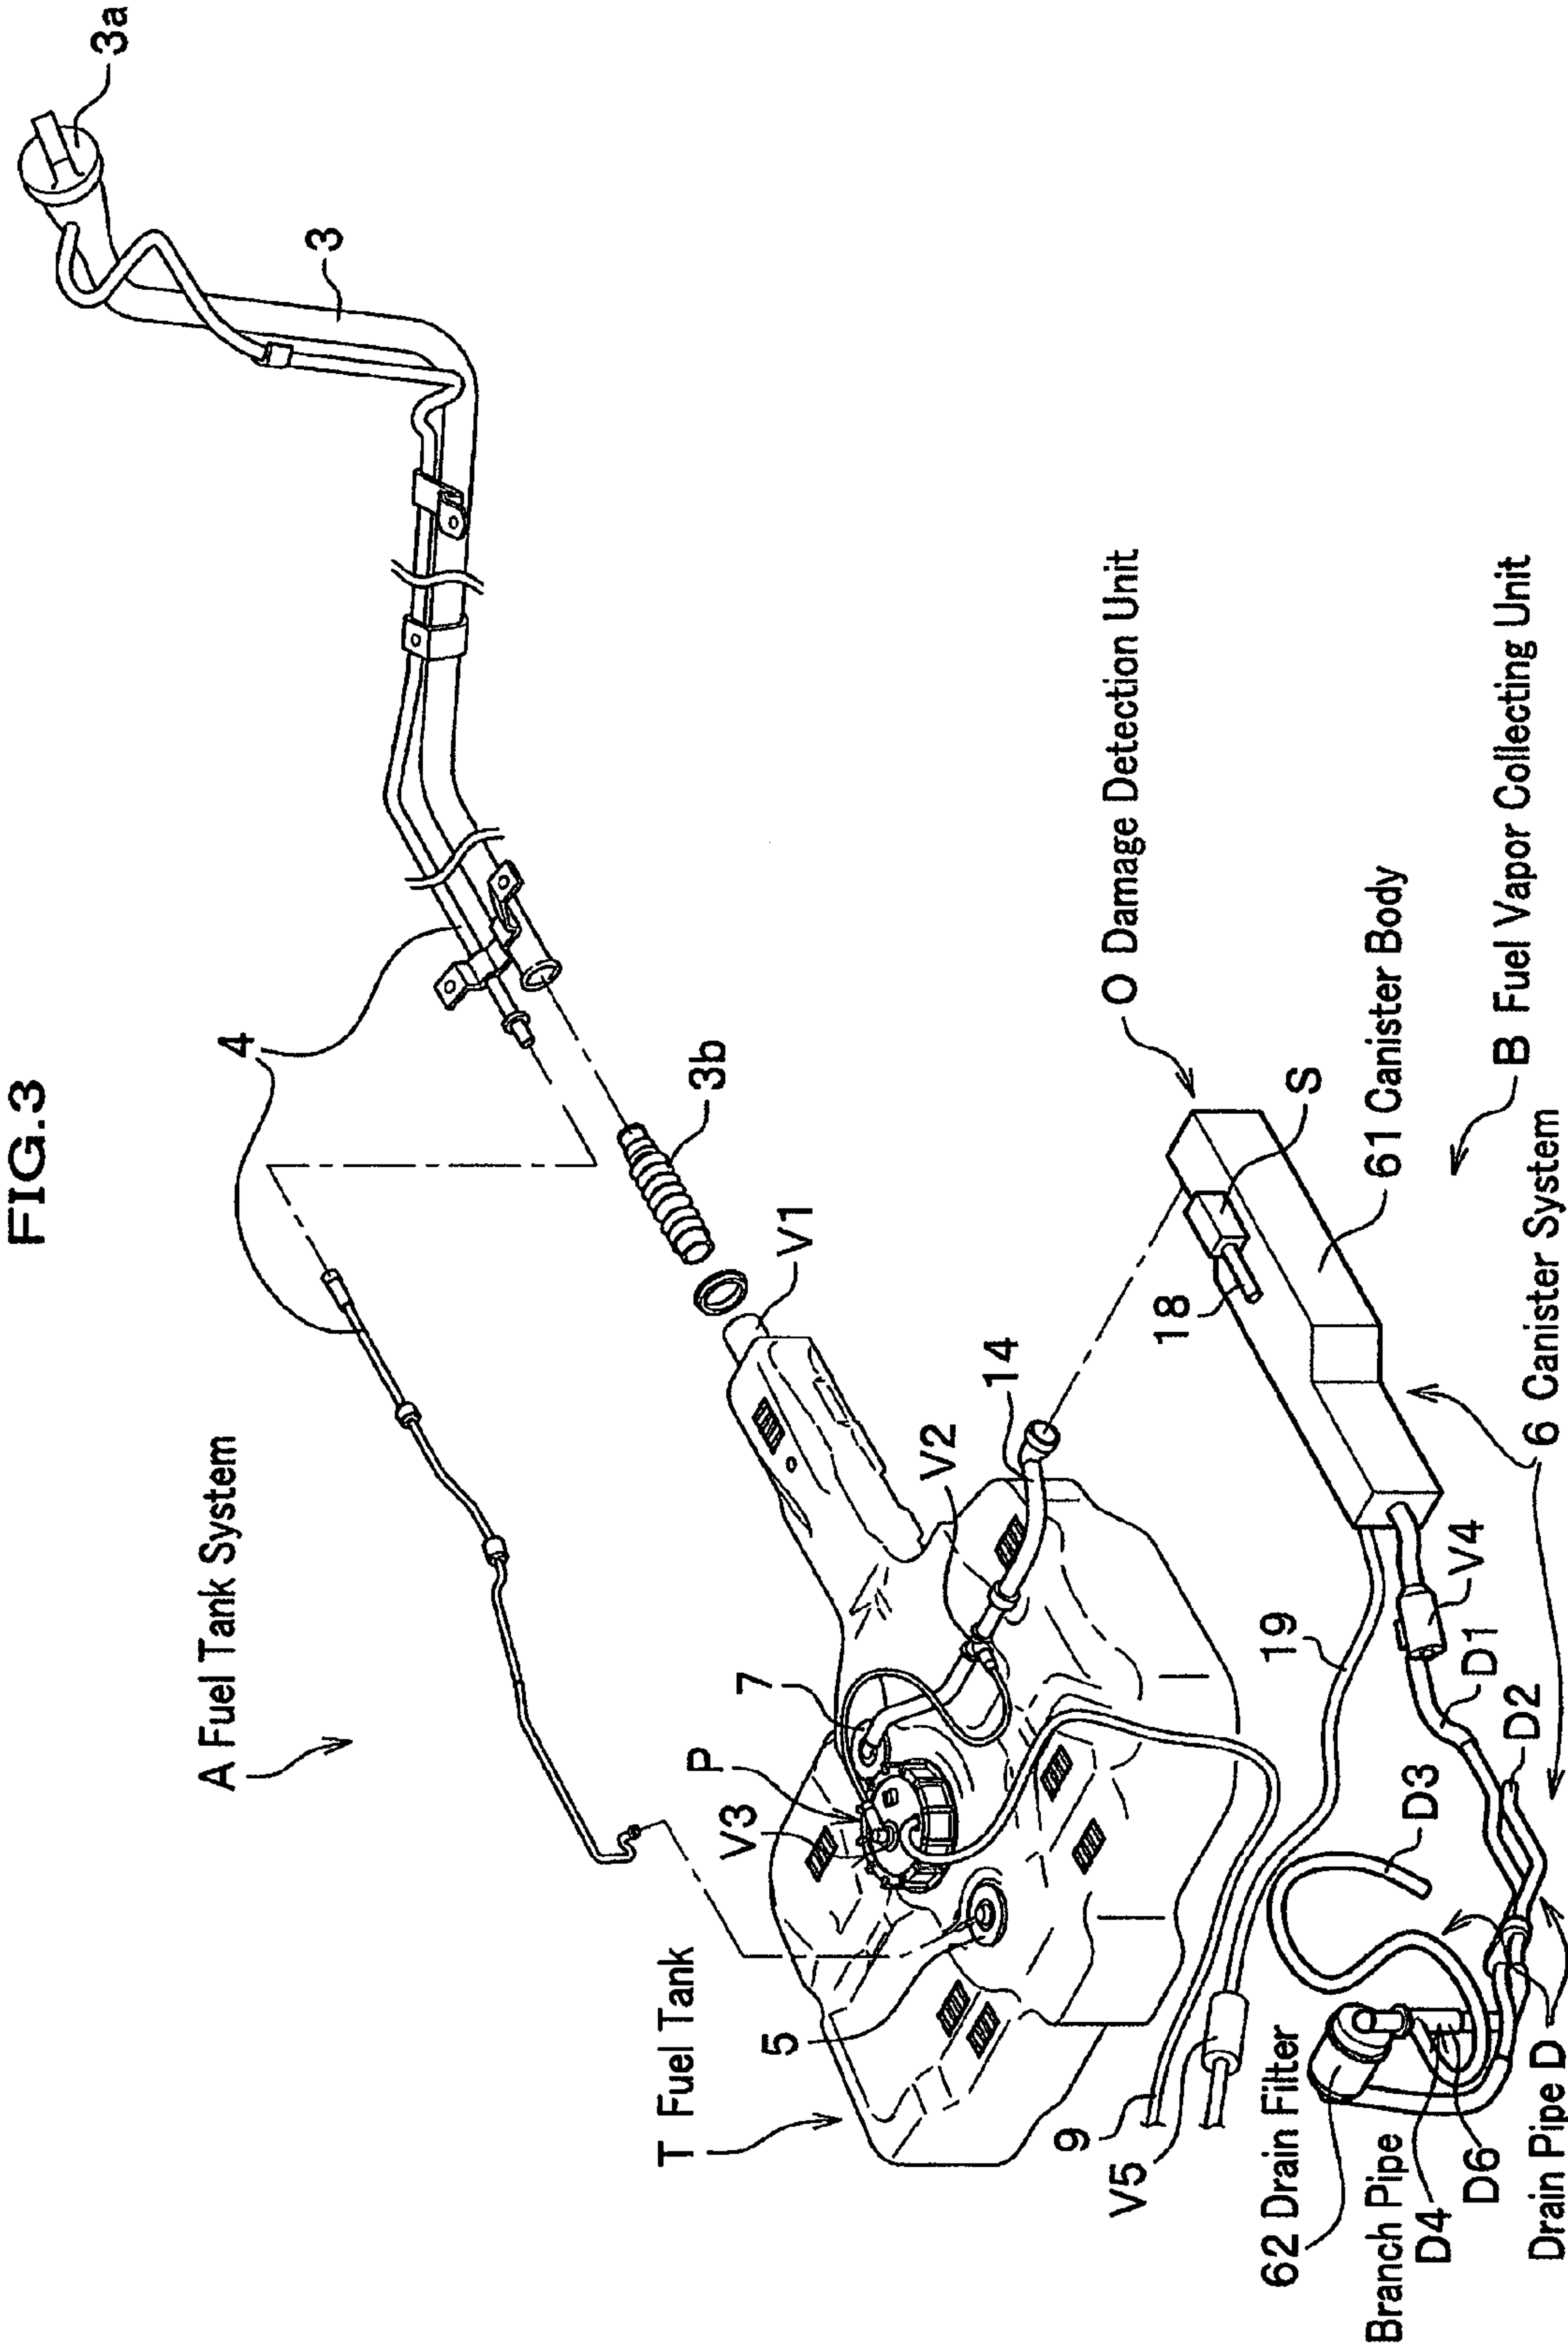 FIG.3
A Fuel Tank System
4
3a
3
3b
V1
T Fuel Tank
5
V3
P
7
V2
14
O Damage Detection Unit
18
S
61 Canister Body
B Fuel Vapor Collecting Unit
6 Canister System
9
V5
19
V4
D1
D2
D3
62 Drain Filter
Branch Pipe
D4
D6
Drain Pipe D